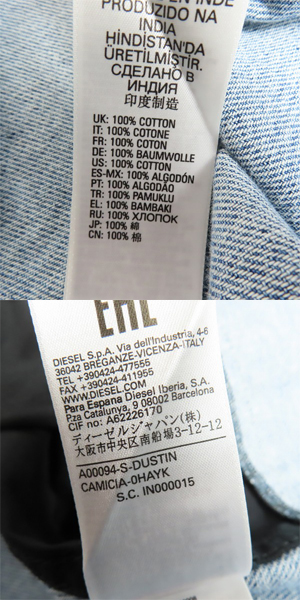 PRODUZIDO NA
INDIA
HİNDİSTAN'DA
ÜRETİLMİŞTİR.
СДЕЛАНО В
ИНДИЯ
印度制造
UK: 100% COTTON
IT: 100% COTONE
FR: 100% COTON
DE: 100% BAUMWOLLE
US: 100% COTTON
ES-MX: 100% ALGODÓN
PT: 100% ALGODÃO
TR: 100% PAMUKLU
EL: 100% BAMBAKI
RU: 100% ХЛОПОК
JP: 100% 綿
CN: 100% 棉
EAC
DIESEL S.p.A. Via dell'Industria, 4-6
36042 BREGANZE-VICENZA-ITALY
TEL +390424-477555
FAX +390424-411955
WWW.DIESEL.COM
Para Espana Diesel Iberia, S.A.
Pza Catalunya, 9 08002 Barcelona
CIF no: A62226170
ディーゼルジャパン(株)
大阪市中央区南船場3-12-12
A00094-S-DUSTIN
CAMICIA-0HAYK
S.C. IN000015